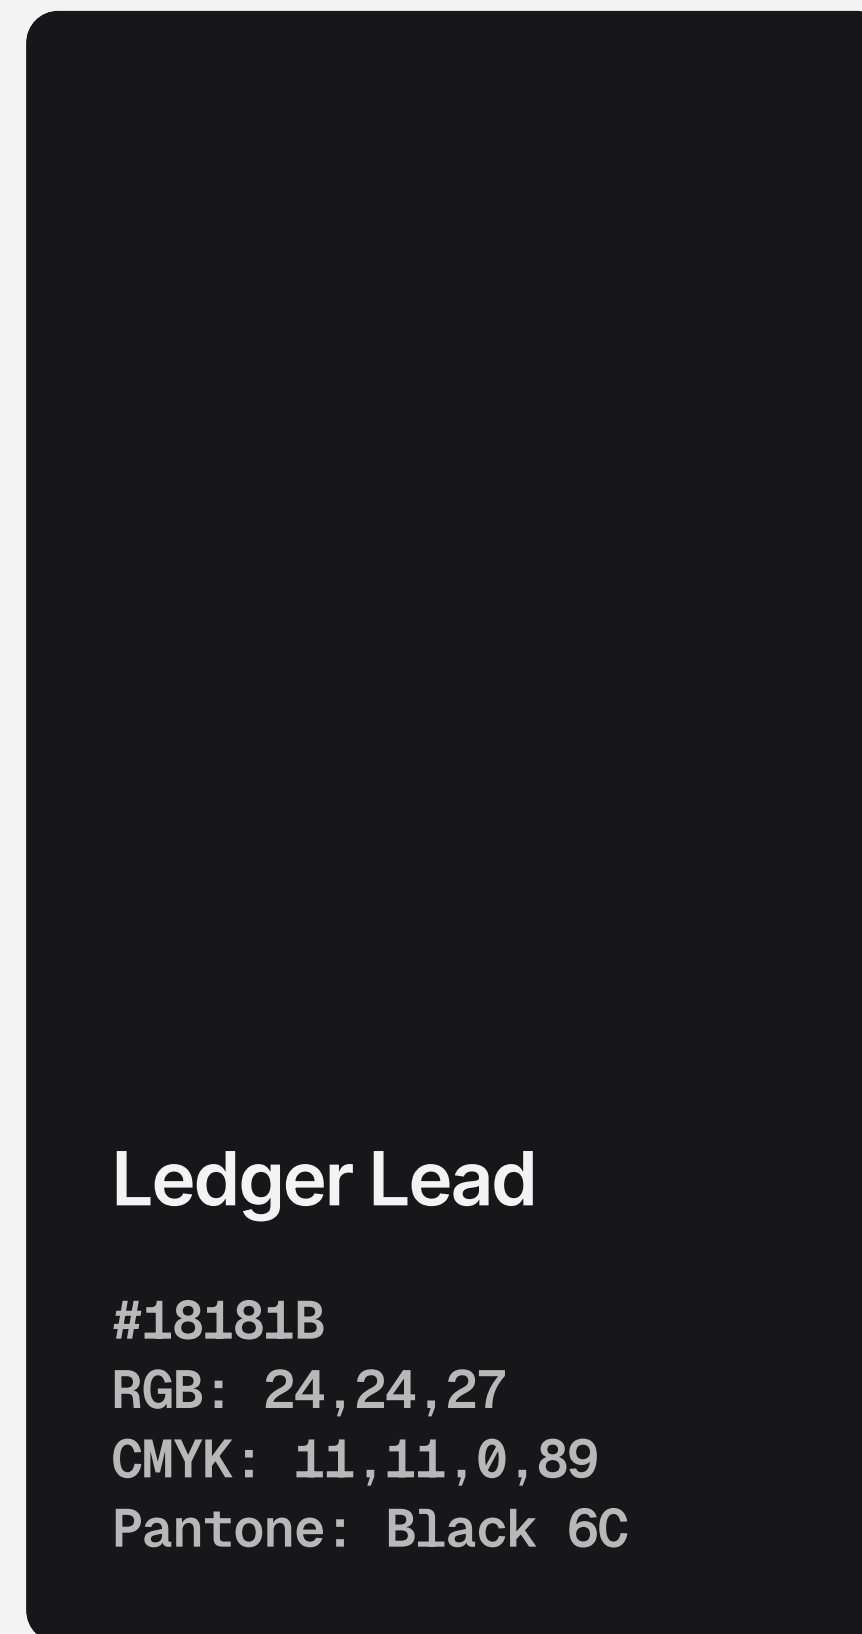 Ledger Lead
#18181B
RGB: 24,24,27
CMYK: 11,11,0,89
Pantone: Black 6C